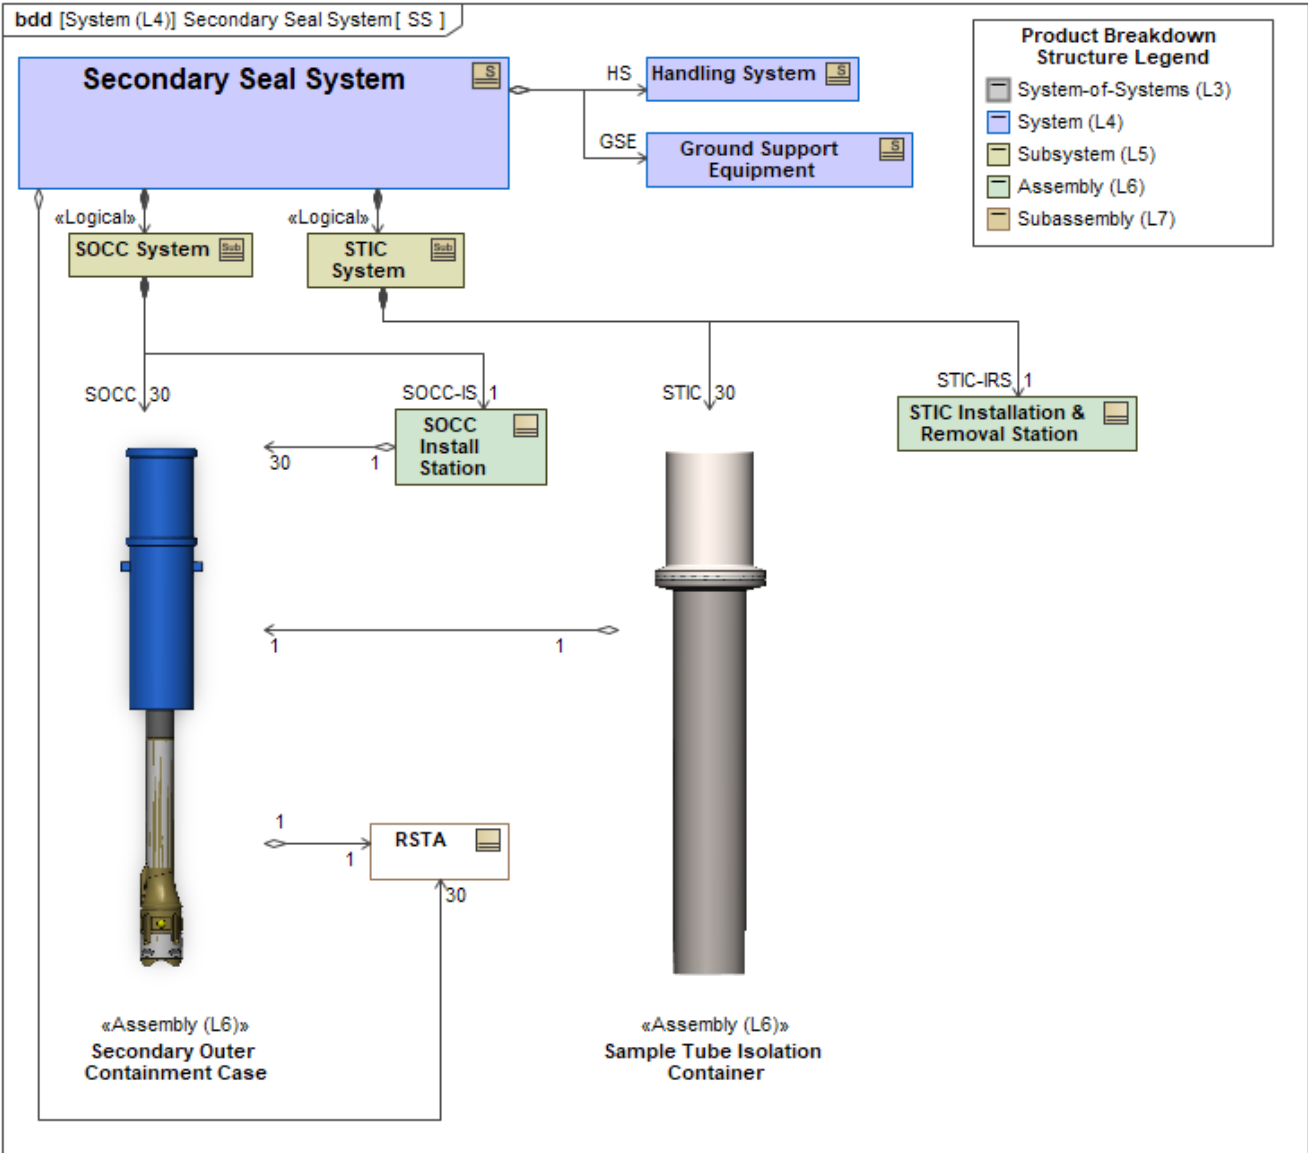 bdd [System (L4)] Secondary Seal System[ SS ]
Product Breakdown
Structure Legend
System-of-Systems (L3)
System (L4)
Subsystem (L5)
Assembly (L6)
Subassembly (L7)
Secondary Seal System
S
HS
Handling System
S
GSE
Ground Support
Equipment
S
«Logical»
«Logical»
SOCC System
Sub
STIC
System
Sub
SOCC
30
SOCC-IS
1
STIC
30
STIC-IRS
1
SOCC
Install
Station
STIC Installation &
Removal Station
30
1
1
1
1
1
RSTA
30
«Assembly (L6)»
Secondary Outer
Containment Case
«Assembly (L6)»
Sample Tube Isolation
Container